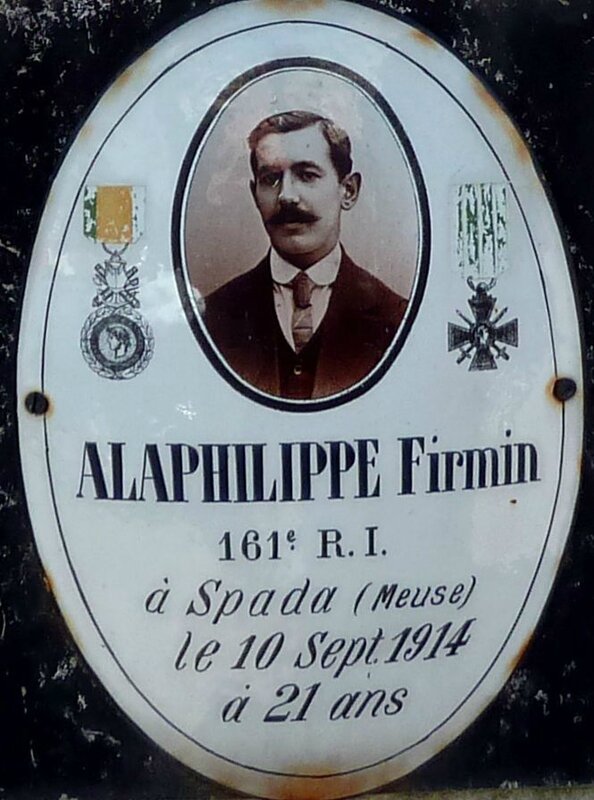 ALAPHILIPPE Firmin
161e R. I.
à Spada (Meuse)
le 10 Sept. 1914
à 21 ans